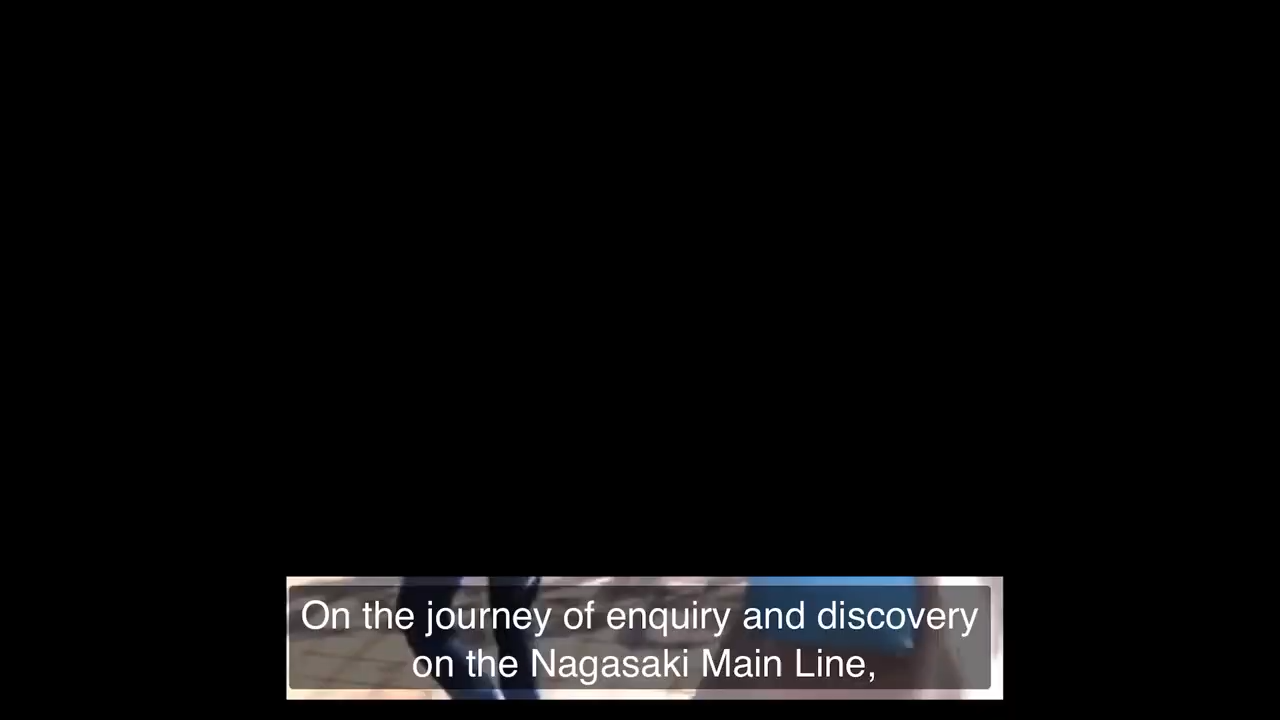 On the journey of enquiry and discovery
on the Nagasaki Main Line,